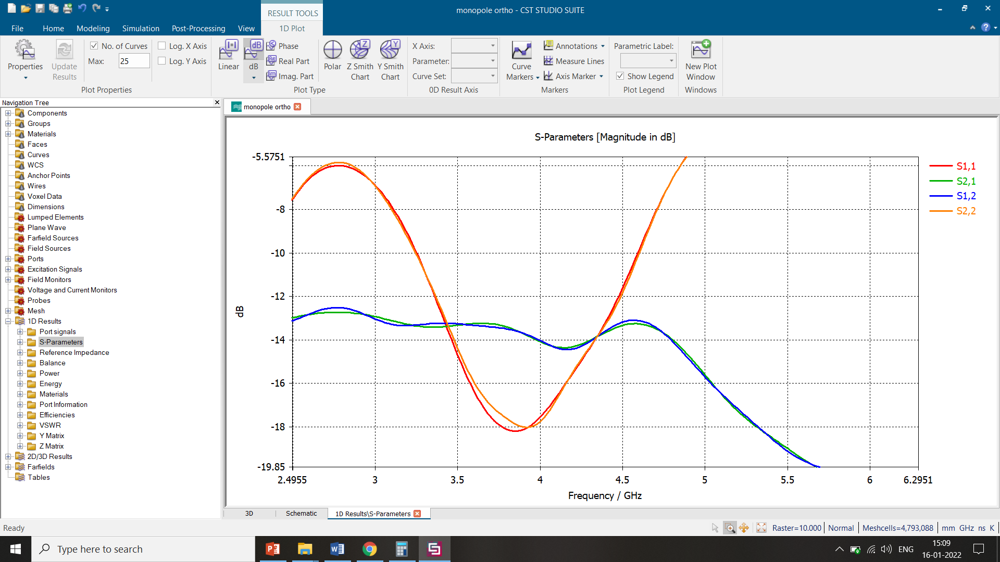 monopole ortho - CST STUDIO SUITE
RESULT TOOLS
File Home Modeling Simulation Post-Processing View 1D Plot
Properties
Update Results
No. of Curves
Max: 25
Log. X Axis
Log. Y Axis
Plot Properties
Linear
dB
Phase
Real Part
Imag. Part
Polar
Z Smith Chart
Y Smith Chart
Plot Type
X Axis:
Parameter:
Curve Set:
0D Result Axis
Curve Markers
Annotations
Measure Lines
Axis Marker
Markers
Parametric Label:
Show Legend
Plot Legend
New Plot Window
Windows
Navigation Tree
Components
Groups
Materials
Faces
Curves
WCS
Anchor Points
Wires
Voxel Data
Dimensions
Lumped Elements
Plane Wave
Farfield Sources
Field Sources
Ports
Excitation Signals
Field Monitors
Voltage and Current Monitors
Probes
Mesh
1D Results
Port signals
S-Parameters
Reference Impedance
Balance
Power
Energy
Materials
Port Information
Efficiencies
VSWR
Y Matrix
Z Matrix
2D/3D Results
Farfields
Tables
monopole ortho
S-Parameters [Magnitude in dB]
-5.5751
-8
-10
-12
-14
-16
-18
-19.85
dB
2.4955 3 3.5 4 4.5 5 5.5 6 6.2951
Frequency / GHz
S1,1
S2,1
S1,2
S2,2
3D Schematic 1D Results\S-Parameters
Ready
Raster=10.000 Normal Meshcells=4,793,088 mm GHz ns K
Type here to search
ENG
15:09
16-01-2022